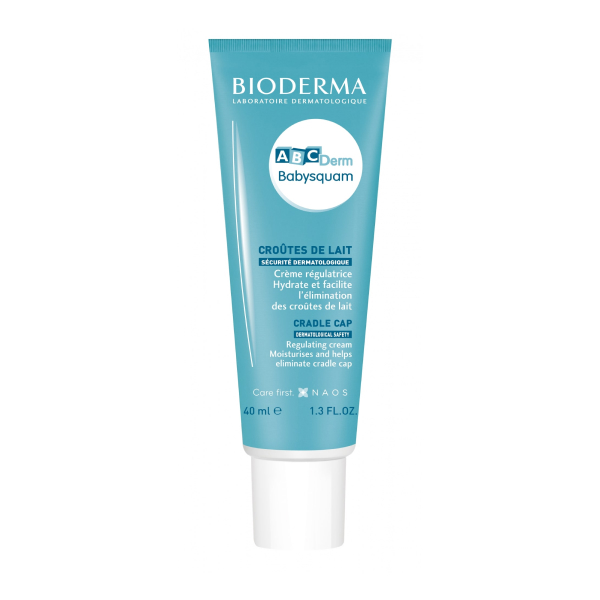 BIODERMA
LABORATOIRE DERMATOLOGIQUE
ABCDerm
Babysquam
CROÛTES DE LAIT
SÉCURITÉ DERMATOLOGIQUE
Crème régulatrice
Hydrate et facilite
l'élimination
des croûtes de lait
CRADLE CAP
DERMATOLOGICAL SAFETY
Regulating cream
Moisturises and helps
eliminate cradle cap
Care first. NAOS
40 ml ℮ 1.3 FL.OZ.